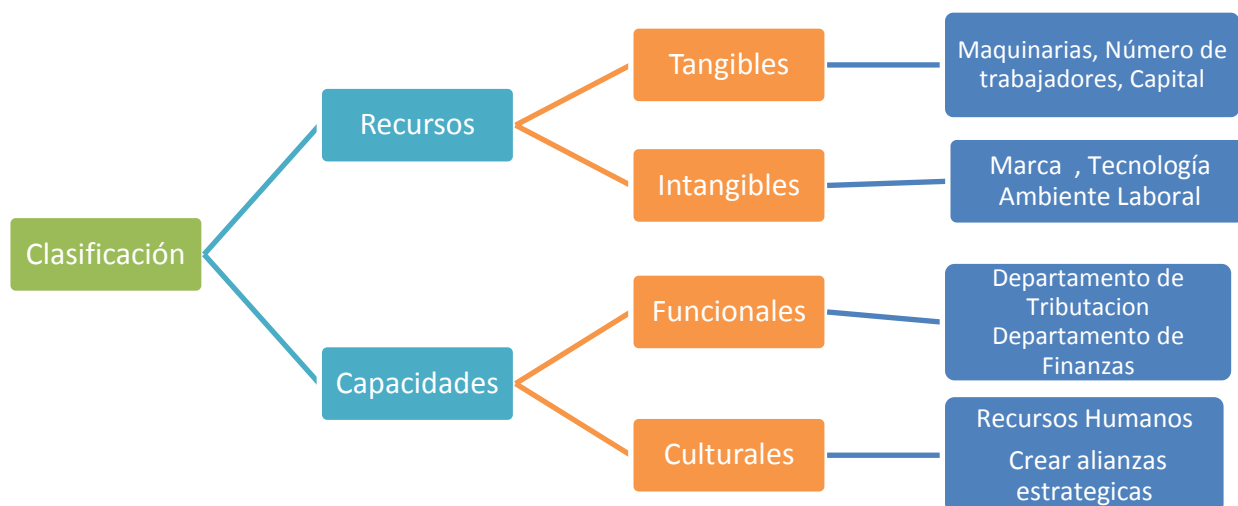 Clasificación
Recursos
Tangibles
Maquinarias, Número de
trabajadores, Capital
Intangibles
Marca , Tecnología
Ambiente Laboral
Capacidades
Funcionales
Departamento de
Tributacion
Departamento de
Finanzas
Culturales
Recursos Humanos
Crear alianzas
estrategicas